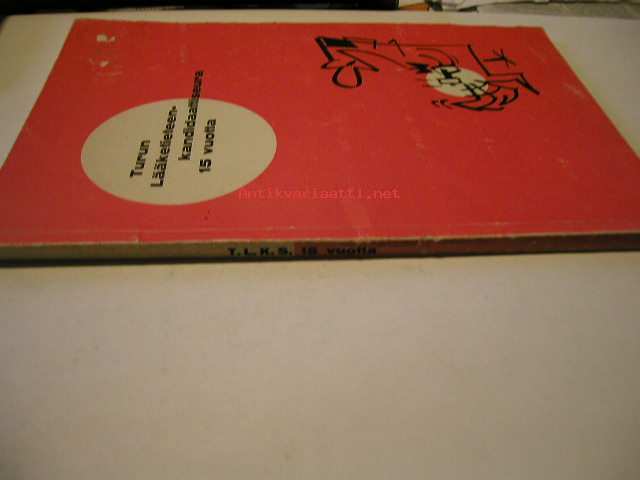 Turun
Lääketieteen-
kandidaattiseura
15 vuotta
Antikvariaatti.net
T.L.K.S. 15 vuotta